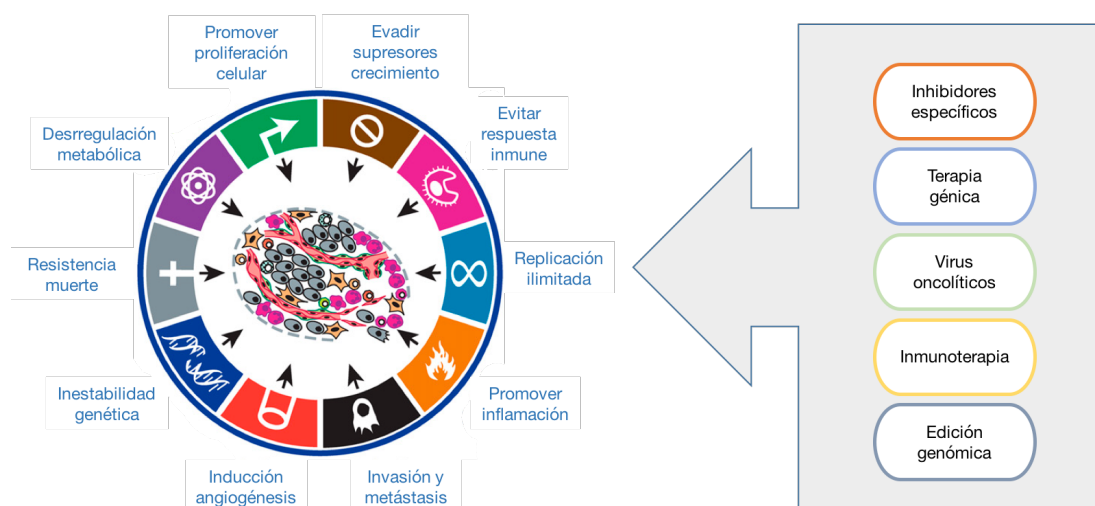 Promover
proliferación
celular
Evadir
supresores
crecimiento
Evitar
respuesta
inmune
Desrregulación
metabólica
Resistencia
muerte
Replicación
ilimitada
Inestabilidad
genética
Promover
inflamación
Inducción
angiogénesis
Invasión y
metástasis
Inhibidores
específicos
Terapia
génica
Virus
oncolíticos
Inmunoterapia
Edición
genómica